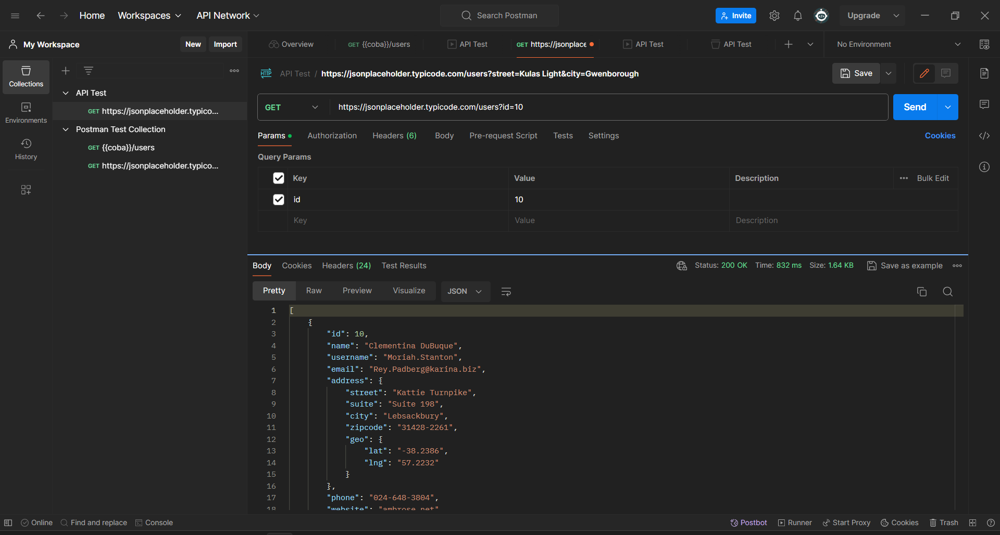 Home Workspaces API Network Search Postman Invite Upgrade
My Workspace New Import Overview GET {{coba}}/users API Test GET https://jsonplace API Test API Test No Environment
Collections
Environments
History
API Test
GET https://jsonplaceholder.typico...
Postman Test Collection
GET {{coba}}/users
GET https://jsonplaceholder.typico...
HTTP API Test / https://jsonplaceholder.typicode.com/users?street=Kulas Light&city=Gwenborough Save
GET https://jsonplaceholder.typicode.com/users?id=10 Send
Params Authorization Headers (6) Body Pre-request Script Tests Settings Cookies
Query Params
Key Value Description Bulk Edit
id 10
Key Value Description
Body Cookies Headers (24) Test Results Status: 200 OK Time: 832 ms Size: 1.64 KB Save as example
Pretty Raw Preview Visualize JSON
1 [
2 {
3 "id": 10,
4 "name": "Clementina DuBuque",
5 "username": "Moriah.Stanton",
6 "email": "Rey.Padberg@karina.biz",
7 "address": {
8 "street": "Kattie Turnpike",
9 "suite": "Suite 198",
10 "city": "Lebsackbury",
11 "zipcode": "31428-2261",
12 "geo": {
13 "lat": "-38.2386",
14 "lng": "57.2232"
15 }
16 },
17 "phone": "024-648-3804",
18 "website": "ambrose.net"
Online Find and replace Console Postbot Runner Start Proxy Cookies Trash